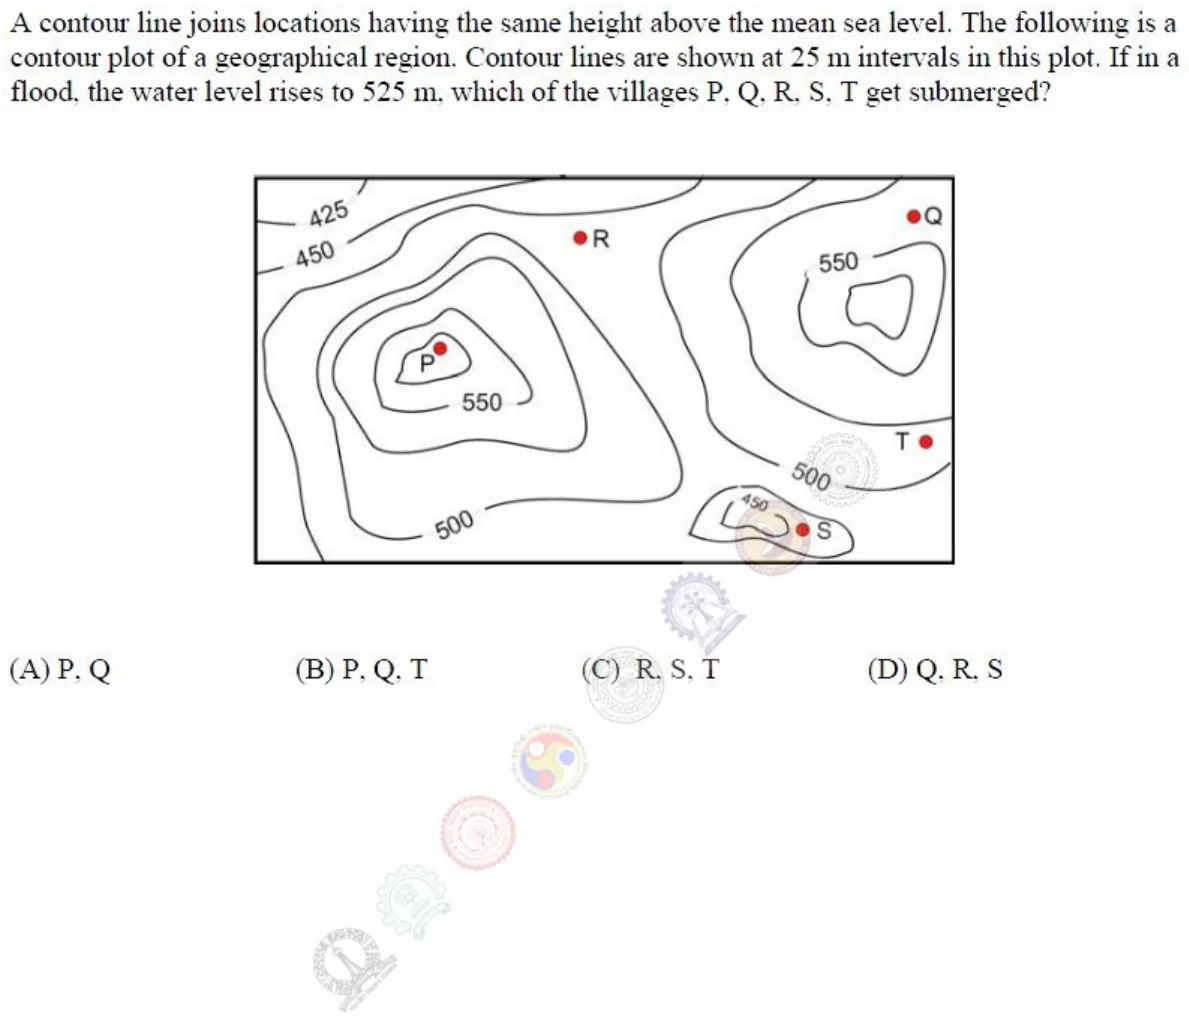 A contour line joins locations having the same height above the mean sea level. The following is a
contour plot of a geographical region. Contour lines are shown at 25 m intervals in this plot. If in a
flood, the water level rises to 525 m, which of the villages P, Q, R, S, T get submerged?
425
Q
R
450
550
P
550
T
500
450
500
S
(A) P, Q (B) P, Q, T (C) R, S, T (D) Q, R, S